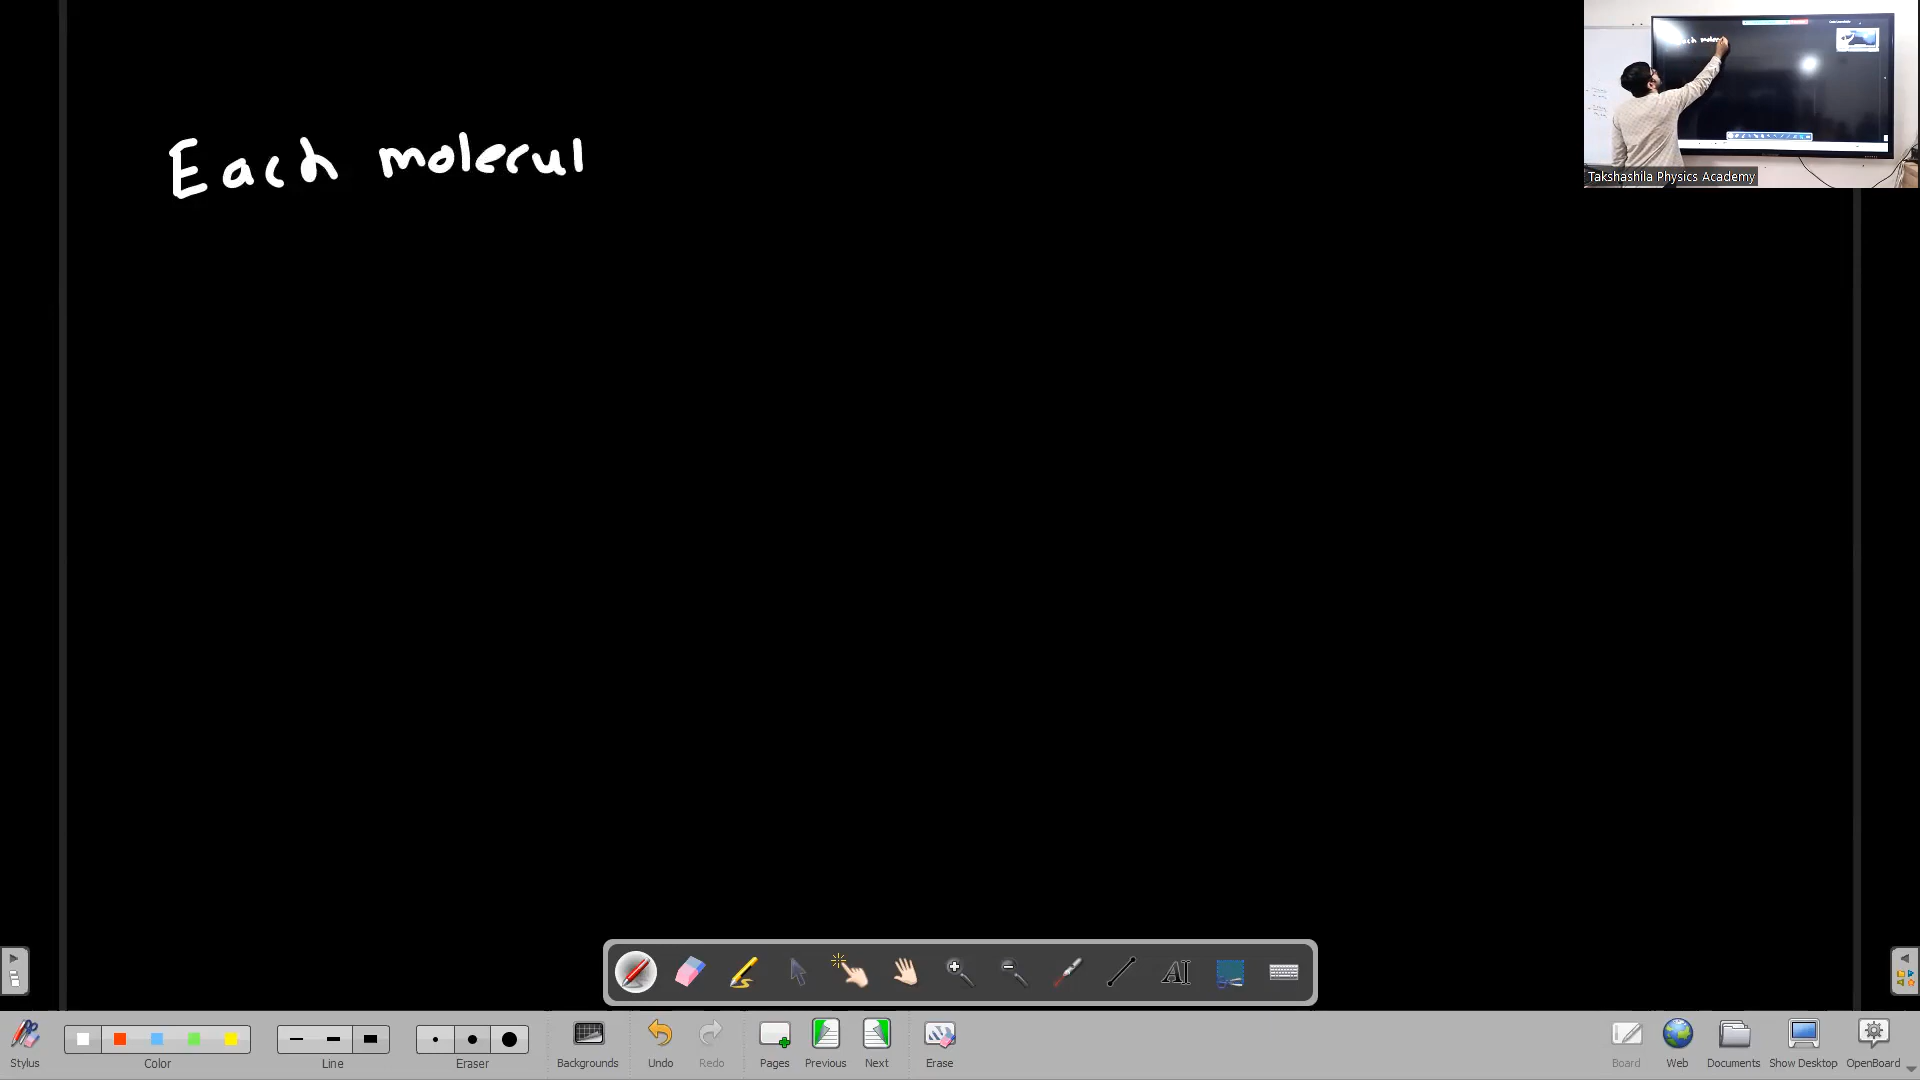 Each molecul
Takshashila Physics Academy
Stylus
Color
Line
Eraser
Backgrounds
Undo
Redo
Pages
Previous
Next
Erase
Board
Web
Documents
Show Desktop
OpenBoard